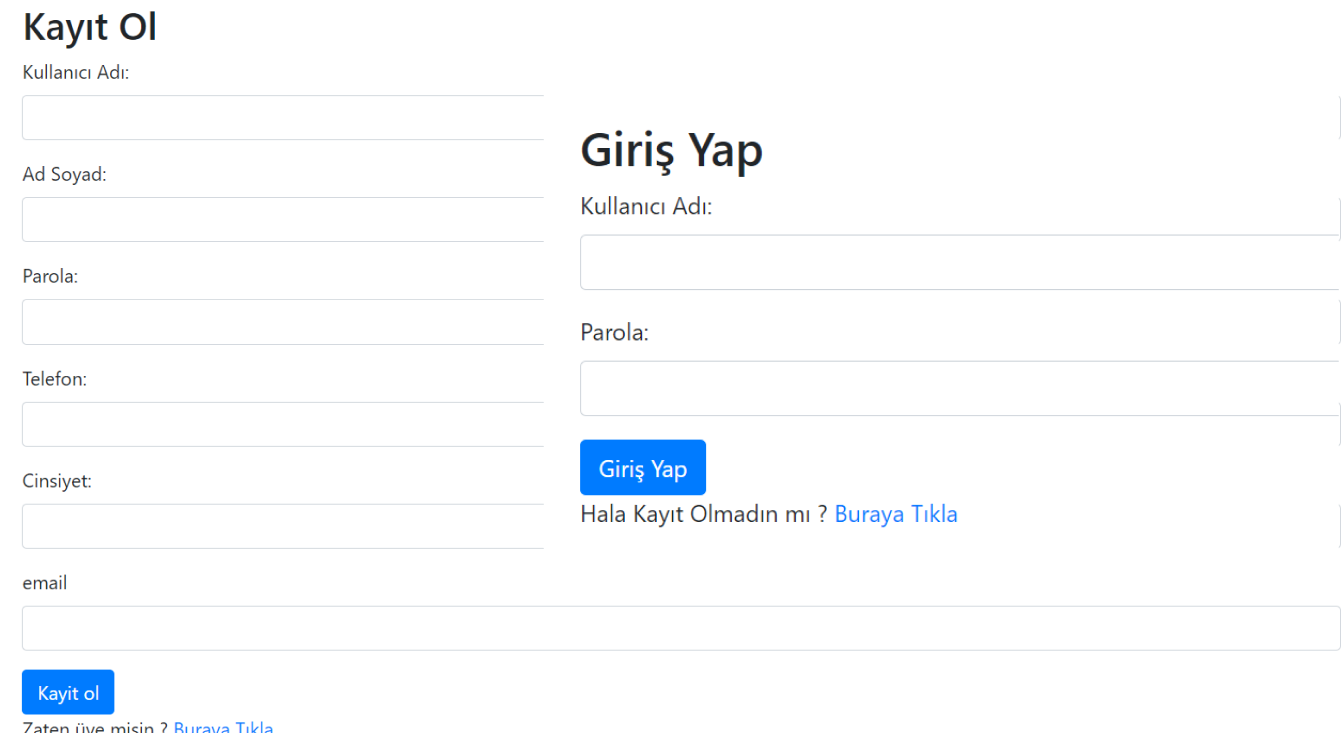 Kayıt Ol
Kullanıcı Adı:
Ad Soyad:
Parola:
Telefon:
Cinsiyet:
email
Kayit ol
Zaten üye misin ? Buraya Tıkla
Giriş Yap
Kullanıcı Adı:
Parola:
Giriş Yap
Hala Kayıt Olmadın mı ? Buraya Tıkla